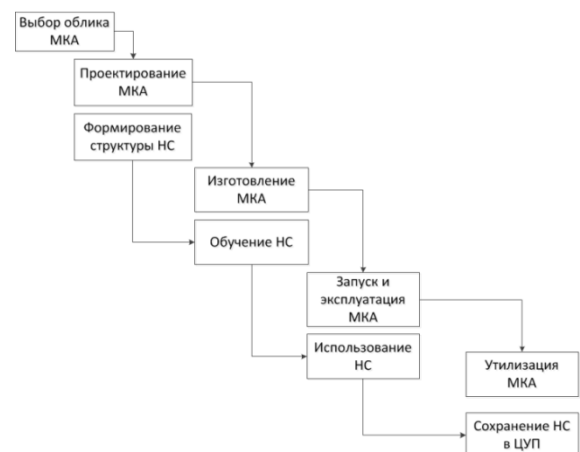 Выбор облика
МКА
Проектирование
МКА
Формирование
структуры НС
Изготовление
МКА
Обучение НС
Запуск и
эксплуатация
МКА
Использование
НС
Утилизация
МКА
Сохранение НС
в ЦУП